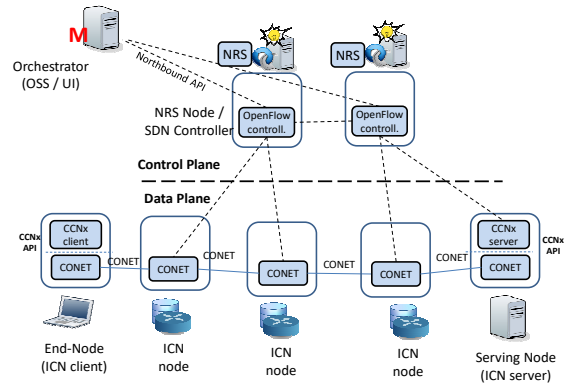 M
NRS
NRS
Orchestrator
(OSS / UI)
Northbound API
NRS Node /
SDN Controller
OpenFlow
controll.
OpenFlow
controll.
Control Plane
Data Plane
CCNx
API
CCNx
client
CONET
CONET
CONET
CONET
CONET
CONET
CONET
CONET
CCNx
server
CONET
CCNx
API
End-Node
(ICN client)
ICN
node
ICN
node
ICN
node
Serving Node
(ICN server)